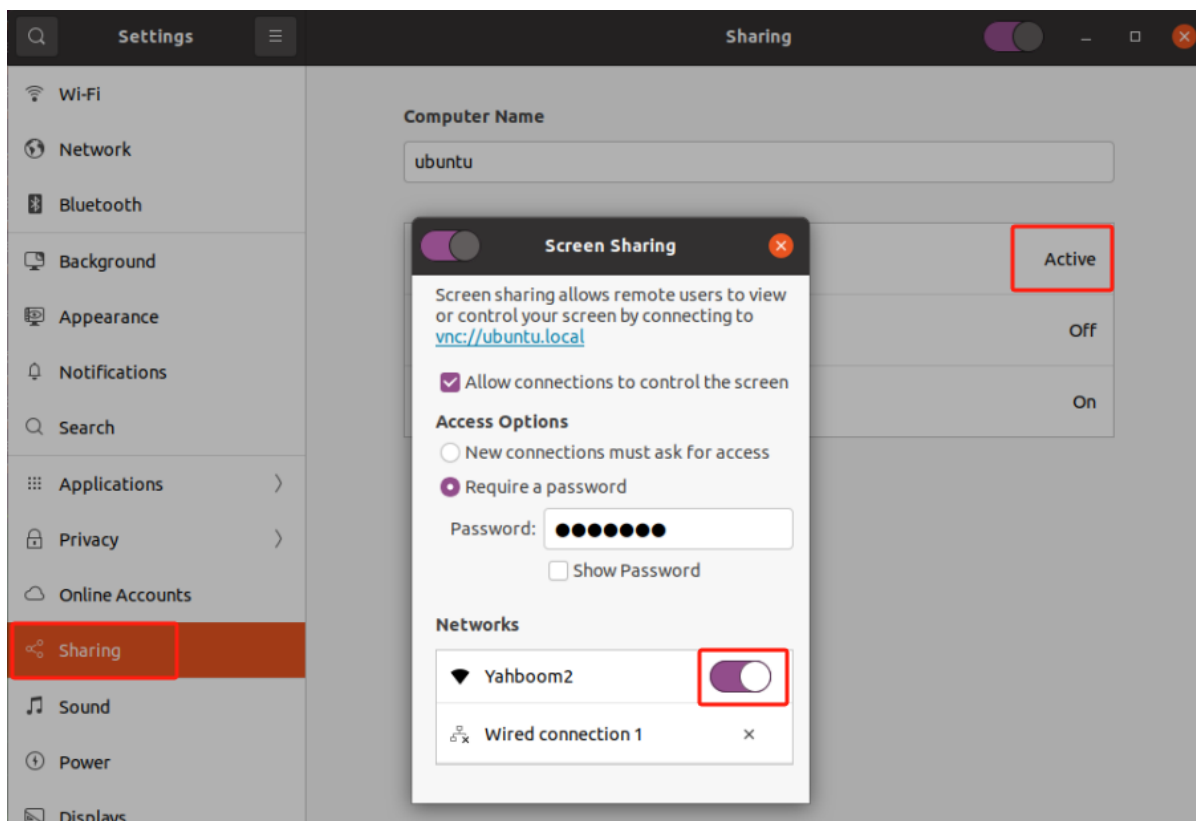 Settings
Sharing
Wi-Fi
Network
Bluetooth
Background
Appearance
Notifications
Search
Applications
Privacy
Online Accounts
Sharing
Sound
Power
Displays
Computer Name
ubuntu
Active
Off
On
Screen Sharing
Screen sharing allows remote users to view
or control your screen by connecting to
vnc://ubuntu.local
Allow connections to control the screen
Access Options
New connections must ask for access
Require a password
Password: ●●●●●●●
Show Password
Networks
Yahboom2
Wired connection 1